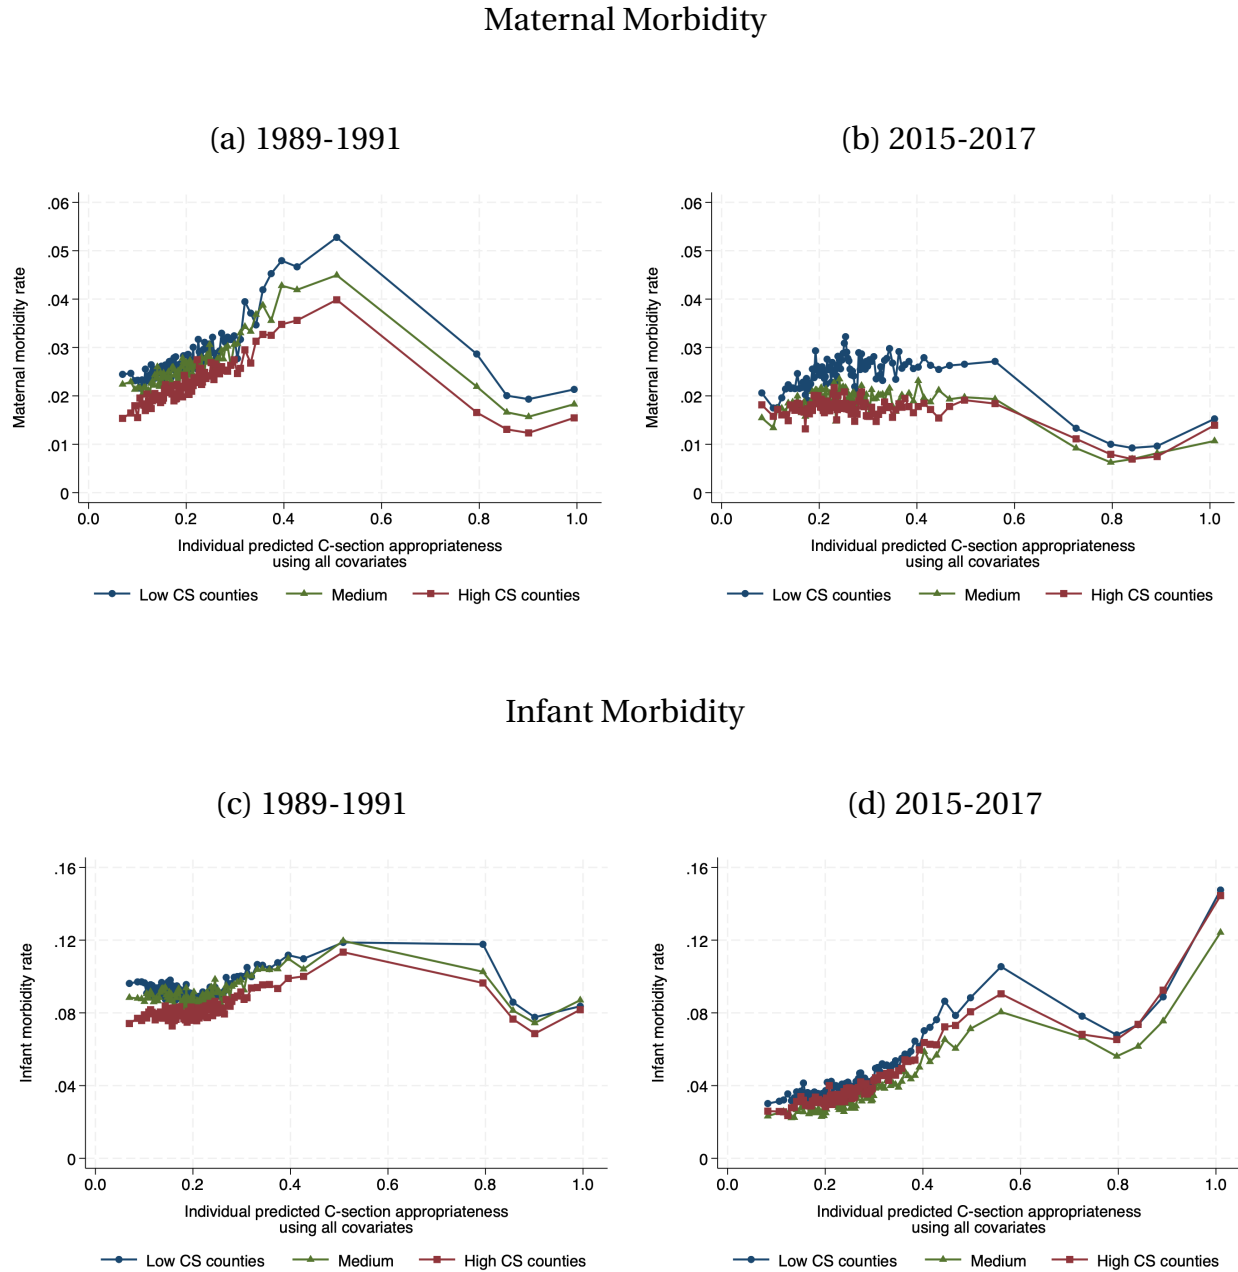 Maternal Morbidity
(a) 1989-1991
.06
.05
.04
.03
.02
.01
0
Maternal morbidity rate
0.0 0.2 0.4 0.6 0.8 1.0
Individual predicted C-section appropriateness
using all covariates
Low CS counties Medium High CS counties
(b) 2015-2017
.06
.05
.04
.03
.02
.01
0
Maternal morbidity rate
0.0 0.2 0.4 0.6 0.8 1.0
Individual predicted C-section appropriateness
using all covariates
Low CS counties Medium High CS counties
Infant Morbidity
(c) 1989-1991
.16
.12
.08
.04
0
Infant morbidity rate
0.0 0.2 0.4 0.6 0.8 1.0
Individual predicted C-section appropriateness
using all covariates
Low CS counties Medium High CS counties
(d) 2015-2017
.16
.12
.08
.04
0
Infant morbidity rate
0.0 0.2 0.4 0.6 0.8 1.0
Individual predicted C-section appropriateness
using all covariates
Low CS counties Medium High CS counties